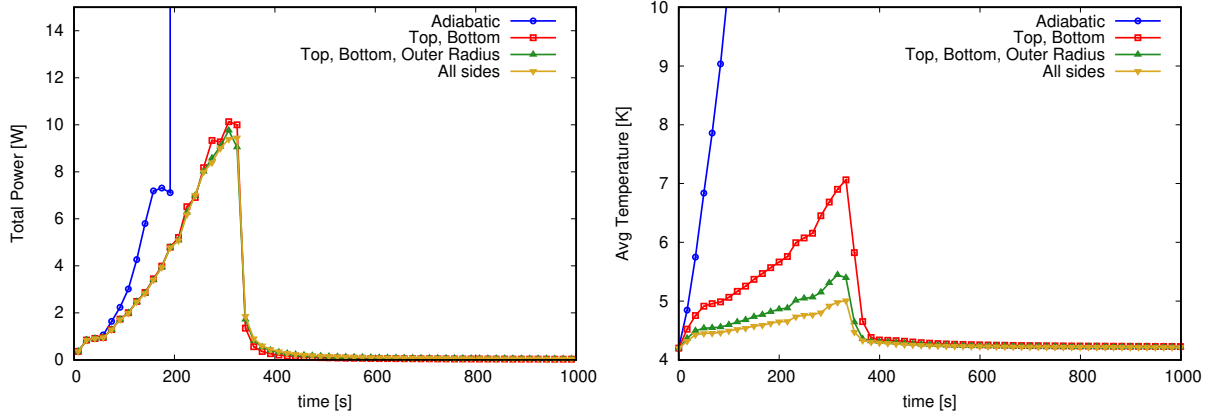 Total Power [W]
14
12
10
8
6
4
2
0
0 200 400 600 800 1000
time [s]
Adiabatic
Top, Bottom
Top, Bottom, Outer Radius
All sides
Avg Temperature [K]
10
9
8
7
6
5
4
0 200 400 600 800 1000
time [s]
Adiabatic
Top, Bottom
Top, Bottom, Outer Radius
All sides